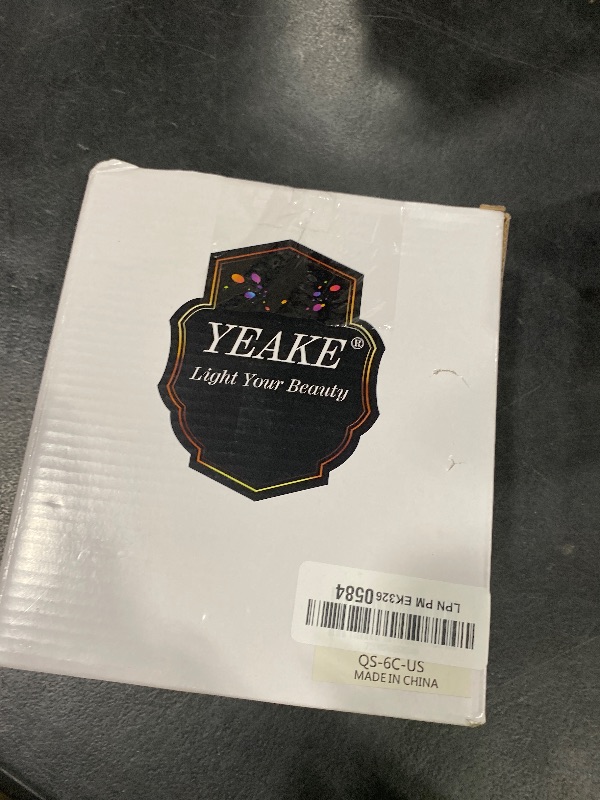 YEAKE®
Light Your Beauty
LPN PM EK3260584
QS-6C-US
MADE IN CHINA